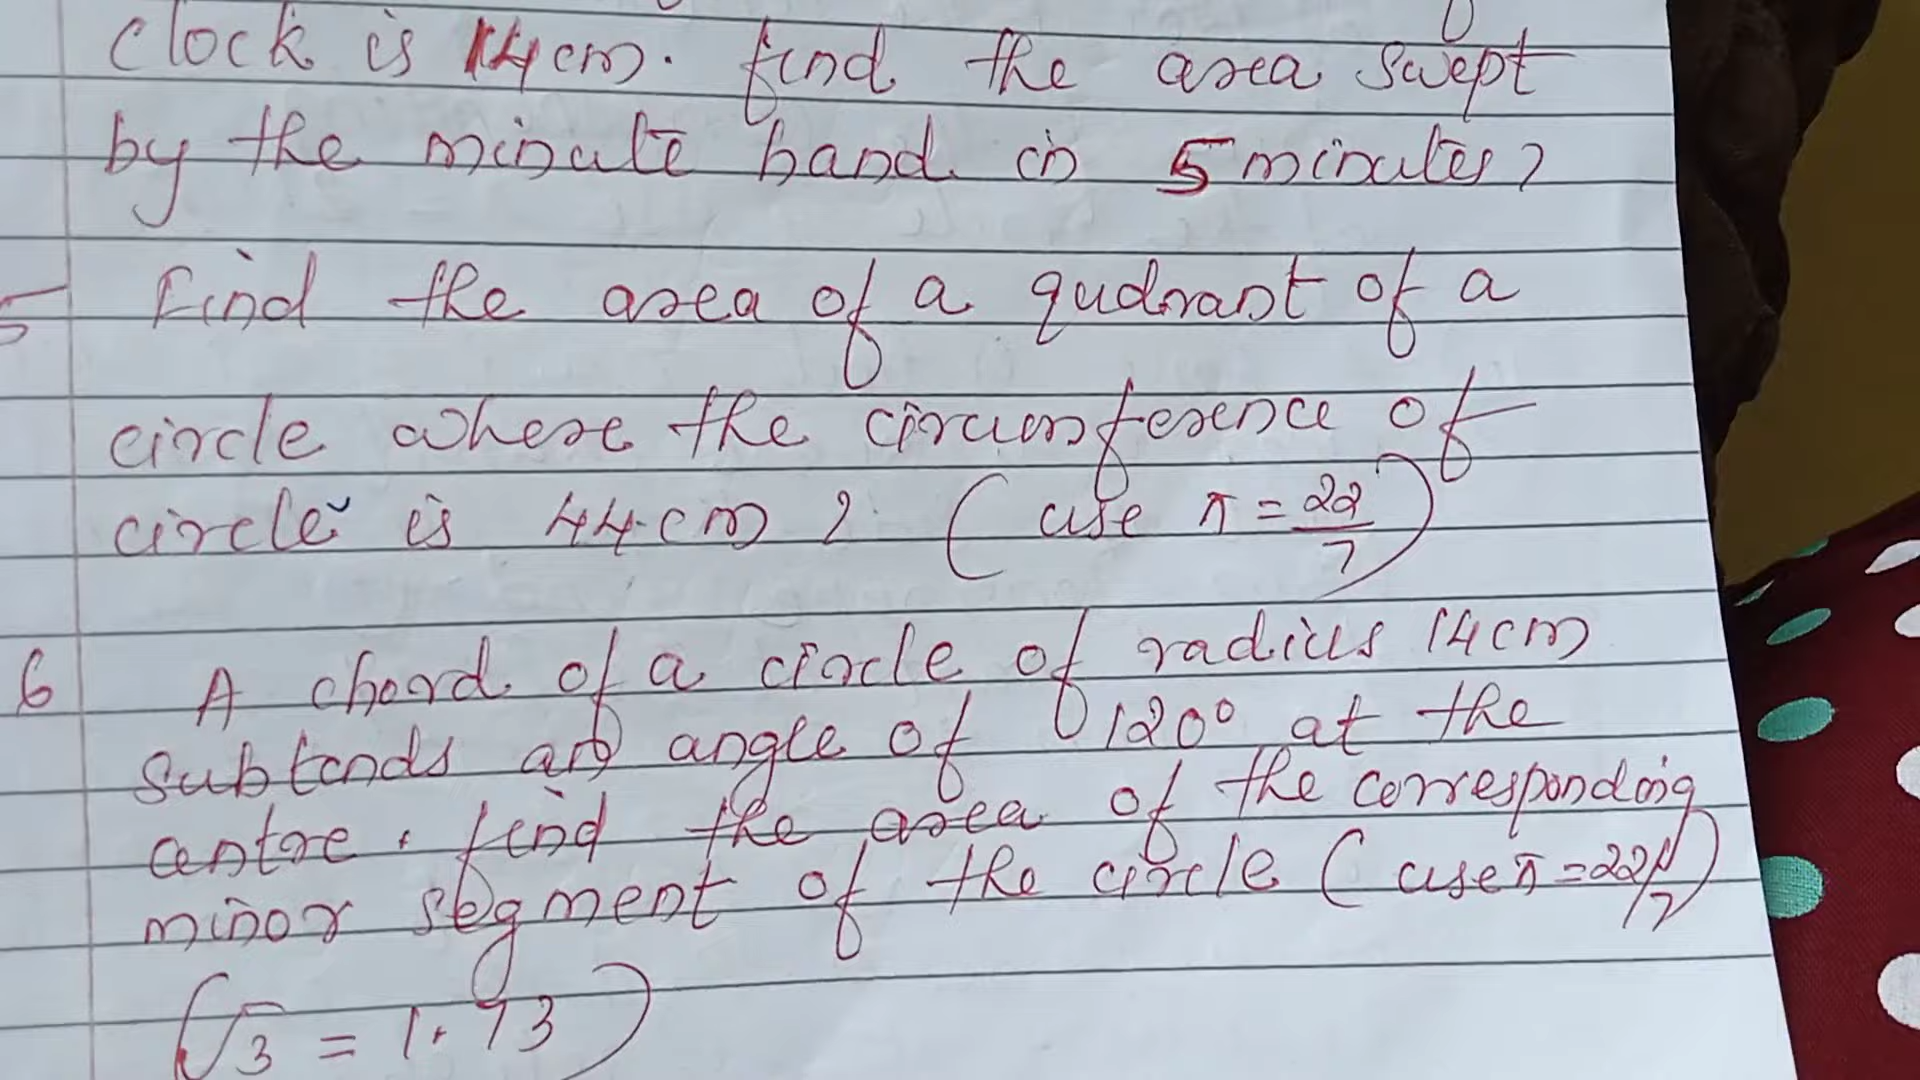 clock is 14cm. find the area swept
by the minute hand in 5 minutes?
5 Find the area of a qudrant of a
circle where the circumference of
circle is 44cm? (use π = 22/7)
6 A chord of a circle of radius 14cm
subtends an angle of 120° at the
centre. find the area of the corresponding
minor segment of the circle (use π = 22/7)
(√3 = 1.73)